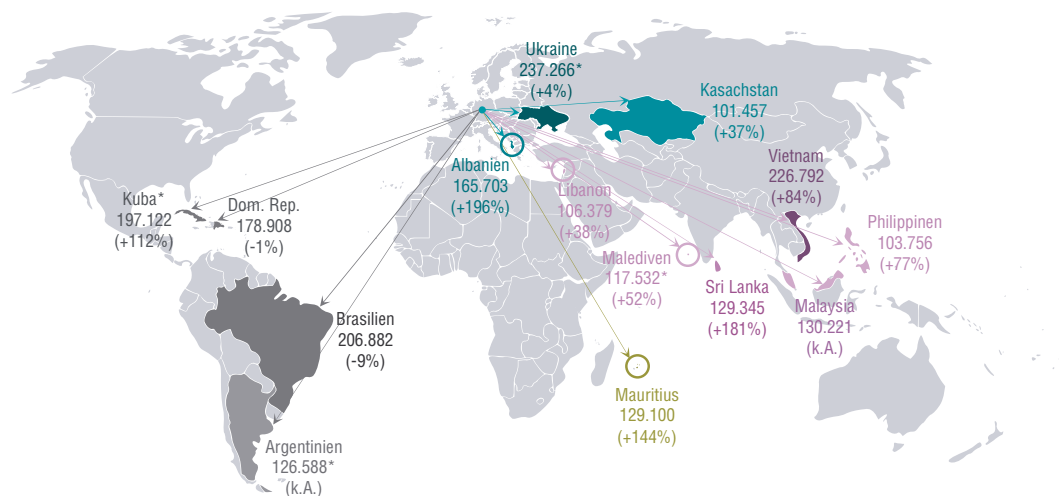 Ukraine
237.266*
(+4%)
Kasachstan
101.457
(+37%)
Vietnam
226.792
(+84%)
Albanien
165.703
(+196%)
Libanon
106.379
(+38%)
Kuba*
197.122
(+112%)
Dom. Rep.
178.908
(-1%)
Philippinen
103.756
(+77%)
Malediven
117.532*
(+52%)
Sri Lanka
129.345
(+181%)
Malaysia
130.221
(k.A.)
Brasilien
206.882
(-9%)
Mauritius
129.100
(+144%)
Argentinien
126.588*
(k.A.)